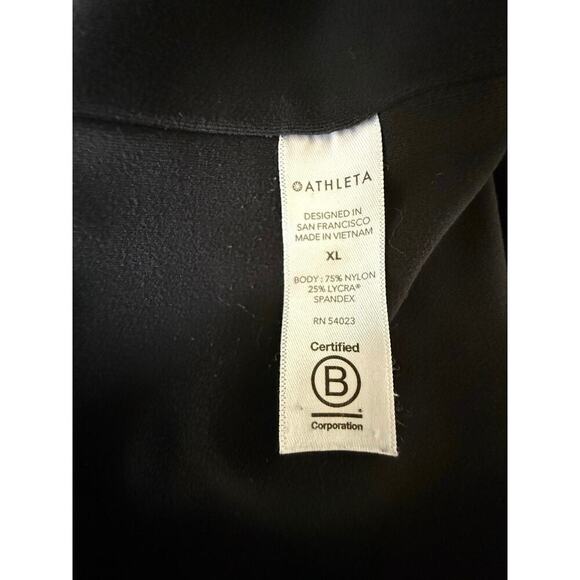 ATHLETA
DESIGNED IN
SAN FRANCISCO
MADE IN VIETNAM
XL
BODY : 75% NYLON
25% LYCRA®
SPANDEX
RN 54023
Certified
B
Corporation